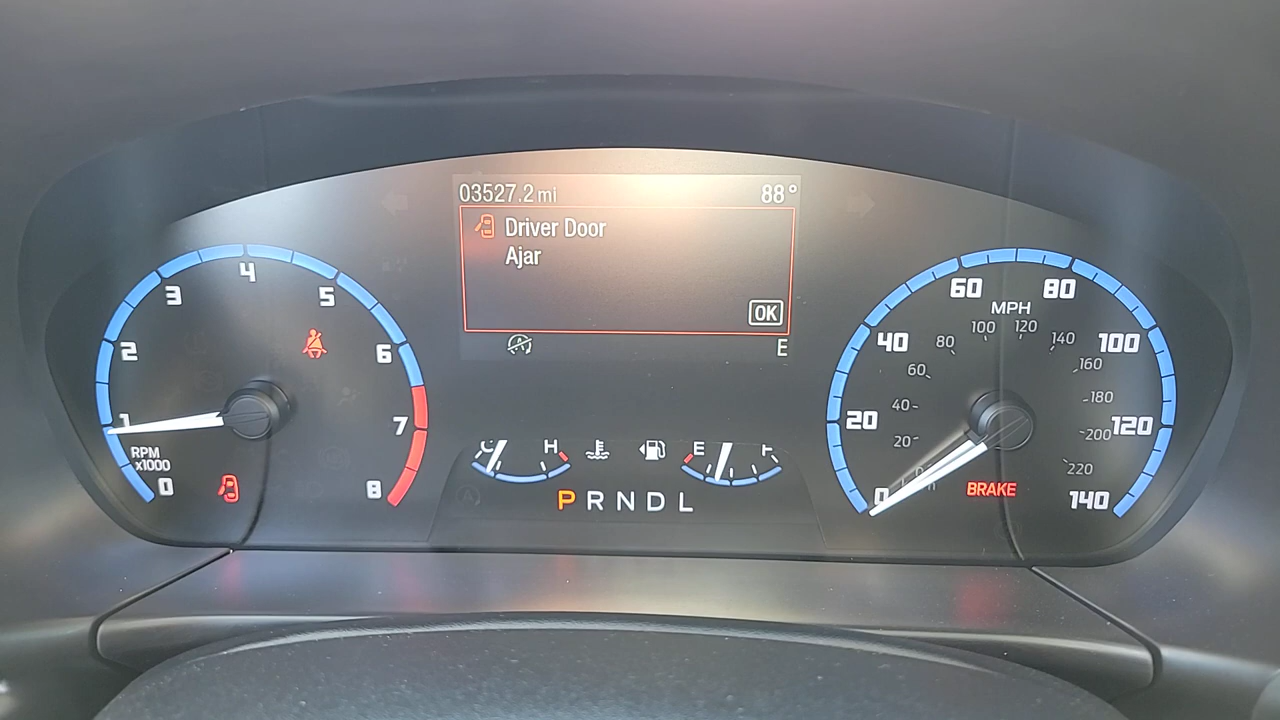 03527.2 mi 88°
Driver Door
Ajar
OK
E
0 1 2 3 4 5 6 7 8
RPM
x1000
C H
E F
P R N D L
0 20 40 60 80 100 120 140
MPH
20 40 60 80 100 120 140 160 180 200 220
BRAKE